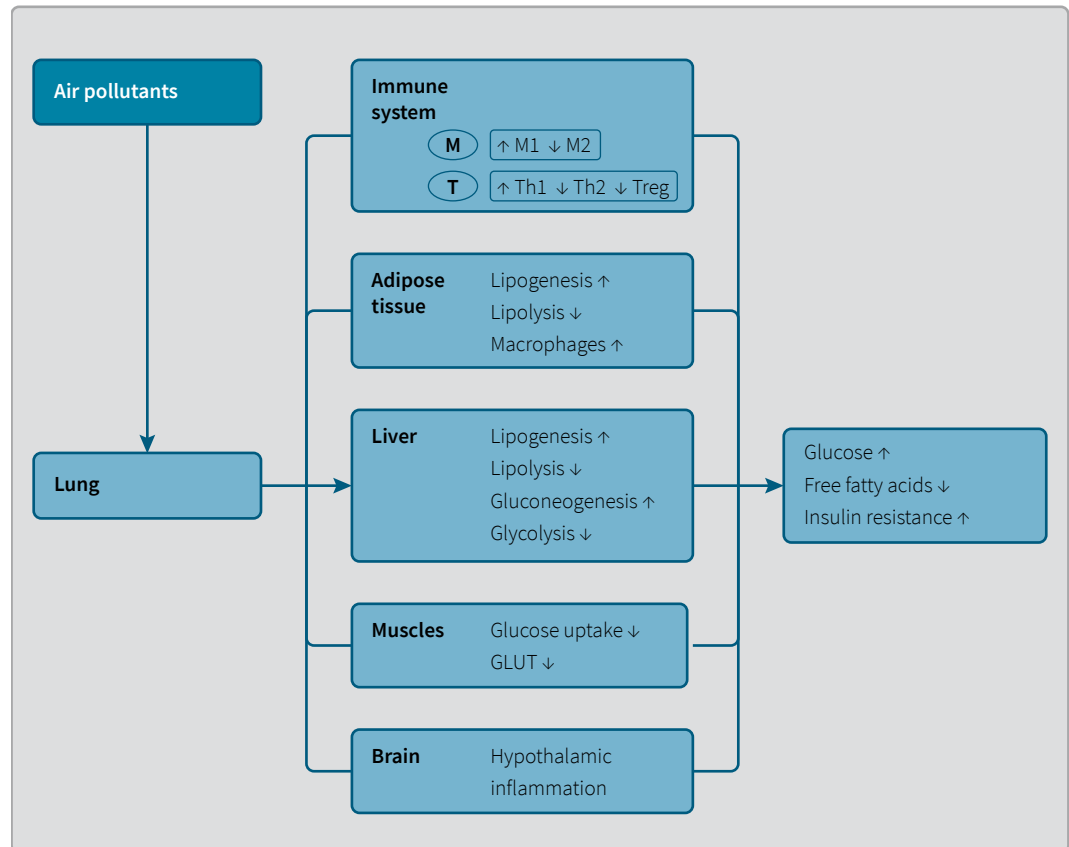 Air pollutants
Lung
Immune
system
M ↑ M1 ↓ M2
T ↑ Th1 ↓ Th2 ↓ Treg
Adipose
tissue
Lipogenesis ↑
Lipolysis ↓
Macrophages ↑
Liver
Lipogenesis ↑
Lipolysis ↓
Gluconeogenesis ↑
Glycolysis ↓
Muscles
Glucose uptake ↓
GLUT ↓
Brain
Hypothalamic
inflammation
Glucose ↑
Free fatty acids ↓
Insulin resistance ↑